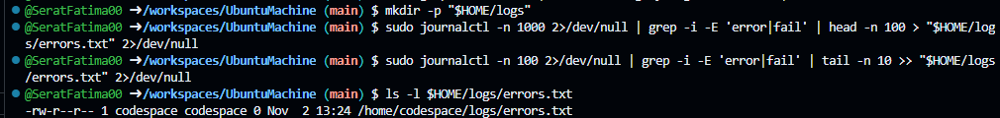 @SeratFatima00 ➜/workspaces/UbuntuMachine (main) $ mkdir -p "$HOME/logs"
@SeratFatima00 ➜/workspaces/UbuntuMachine (main) $ sudo journalctl -n 1000 2>/dev/null | grep -i -E 'error|fail' | head -n 100 > "$HOME/log
s/errors.txt" 2>/dev/null
@SeratFatima00 ➜/workspaces/UbuntuMachine (main) $ sudo journalctl -n 100 2>/dev/null | grep -i -E 'error|fail' | tail -n 10 >> "$HOME/logs
/errors.txt" 2>/dev/null
@SeratFatima00 ➜/workspaces/UbuntuMachine (main) $ ls -l $HOME/logs/errors.txt
-rw-r--r-- 1 codespace codespace 0 Nov  2 13:24 /home/codespace/logs/errors.txt